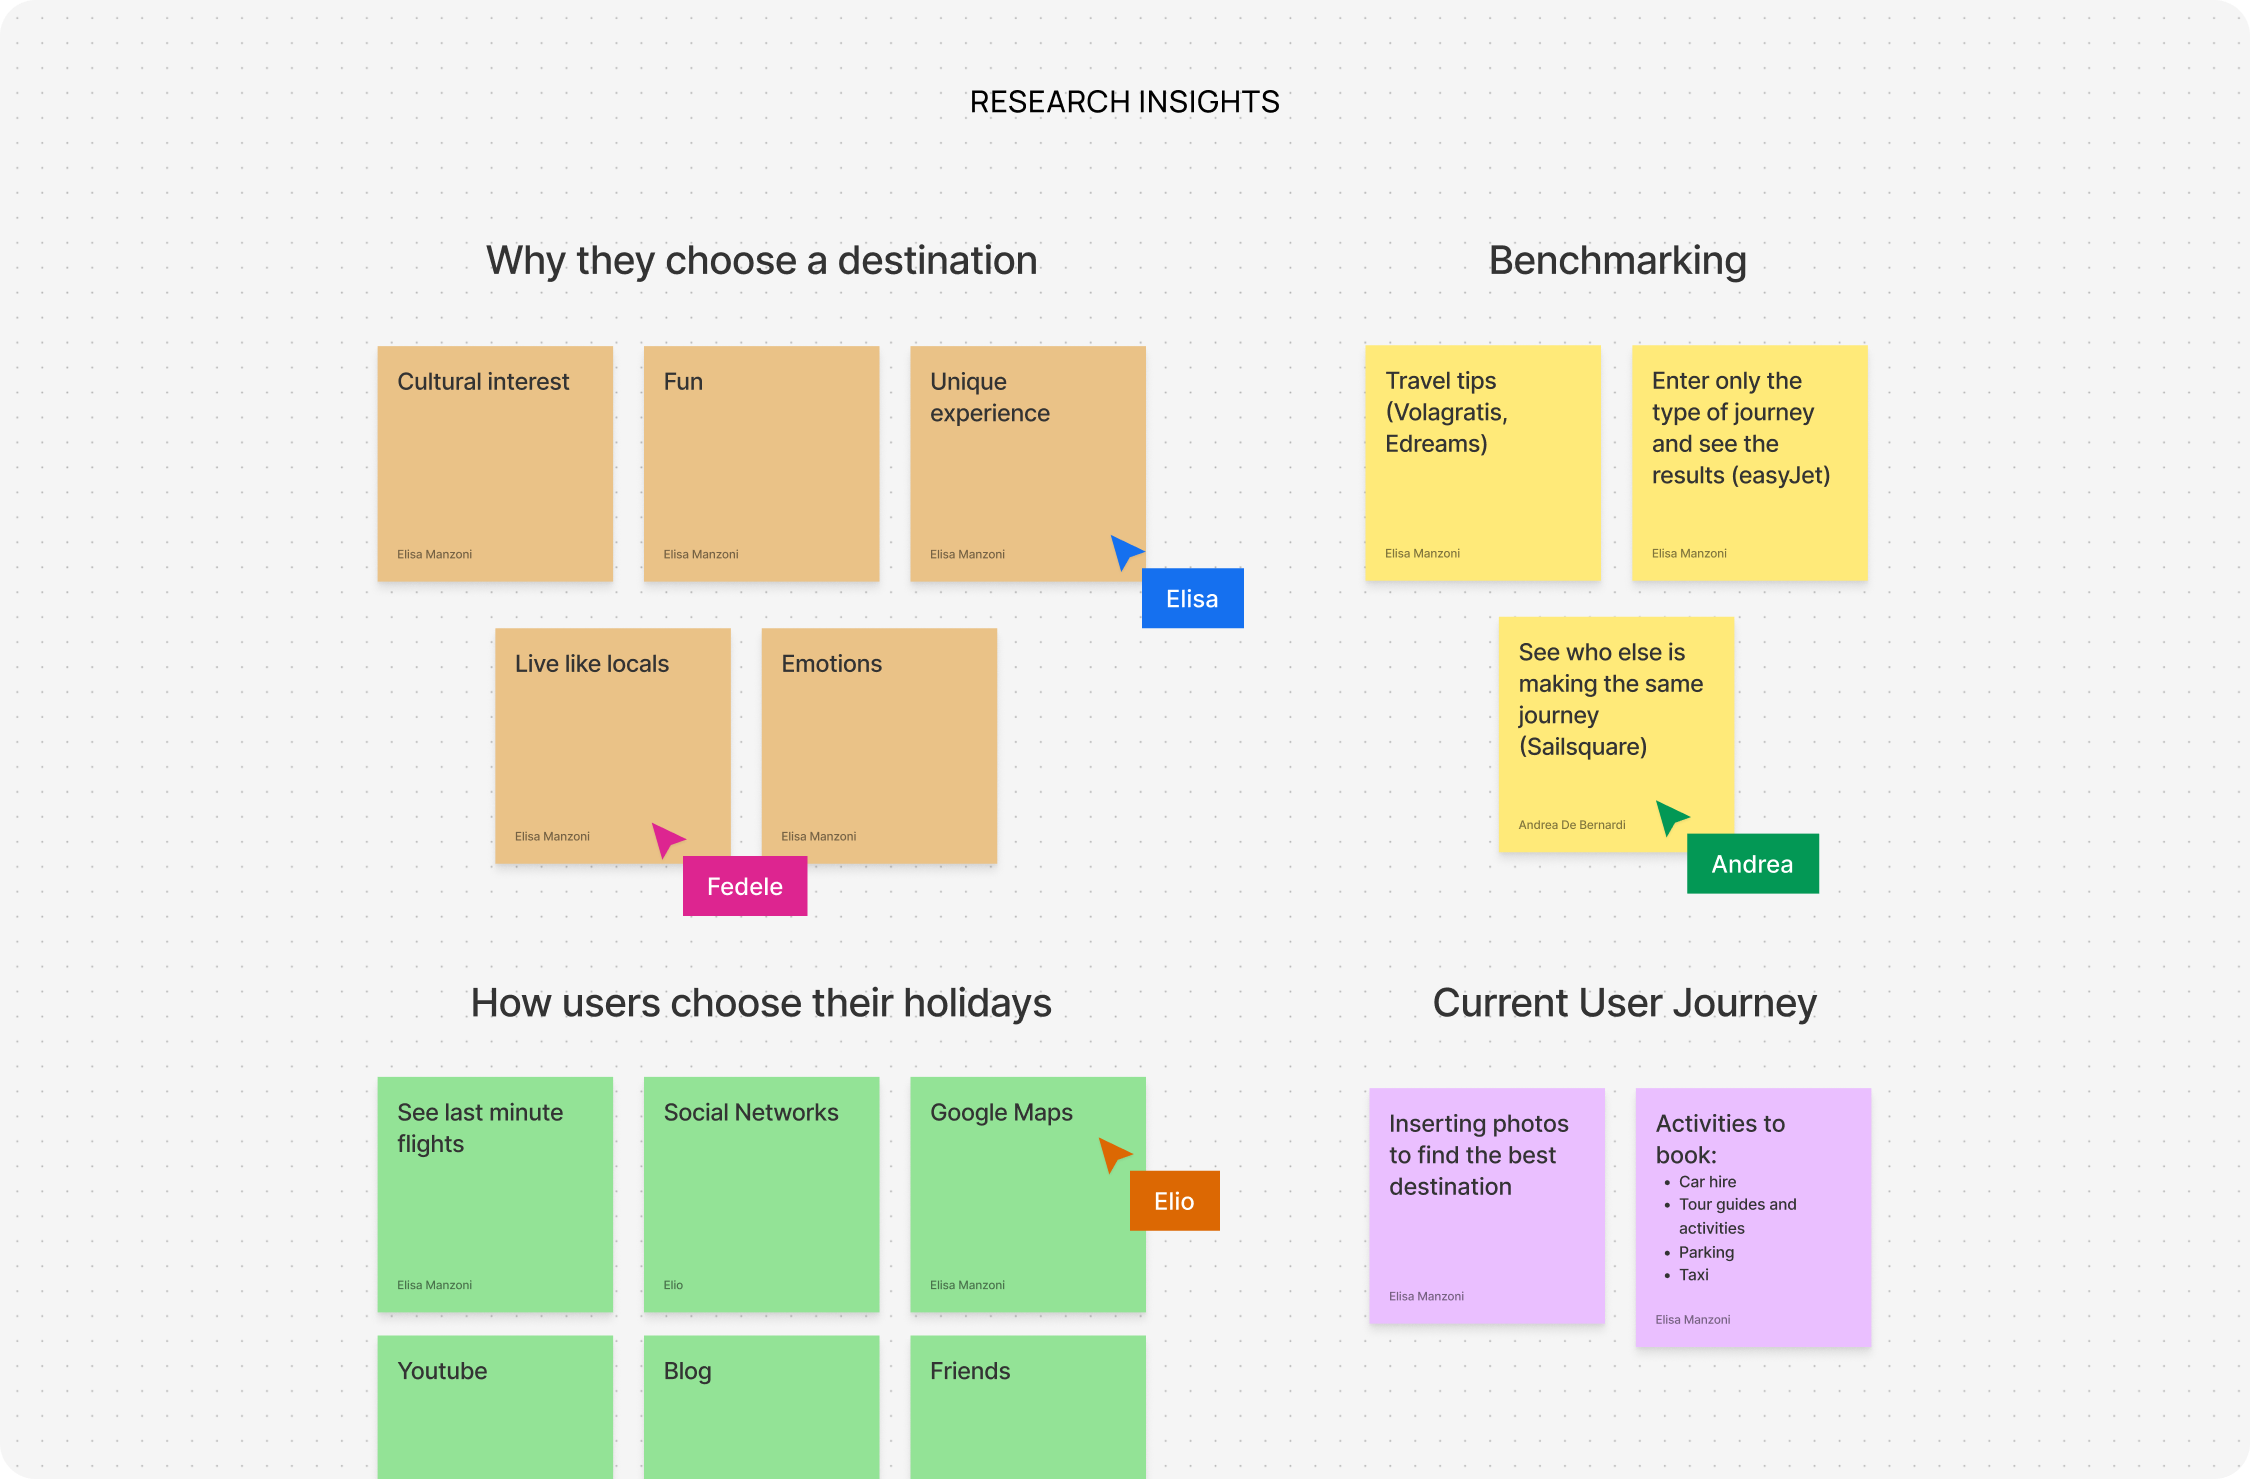 RESEARCH INSIGHTS
Why they choose a destination
Cultural interest
Elisa Manzoni
Fun
Elisa Manzoni
Unique
experience
Elisa Manzoni
Elisa
Live like locals
Elisa Manzoni
Fedele
Emotions
Elisa Manzoni
Benchmarking
Travel tips
(Volagratis,
Edreams)
Elisa Manzoni
Enter only the
type of journey
and see the
results (easyJet)
Elisa Manzoni
See who else is
making the same
journey
(Sailsquare)
Andrea De Bernardi
Andrea
How users choose their holidays
See last minute
flights
Elisa Manzoni
Social Networks
Elio
Google Maps
Elisa Manzoni
Elio
Youtube
Blog
Friends
Current User Journey
Inserting photos
to find the best
destination
Elisa Manzoni
Activities to
book:
• Car hire
• Tour guides and
activities
• Parking
• Taxi
Elisa Manzoni